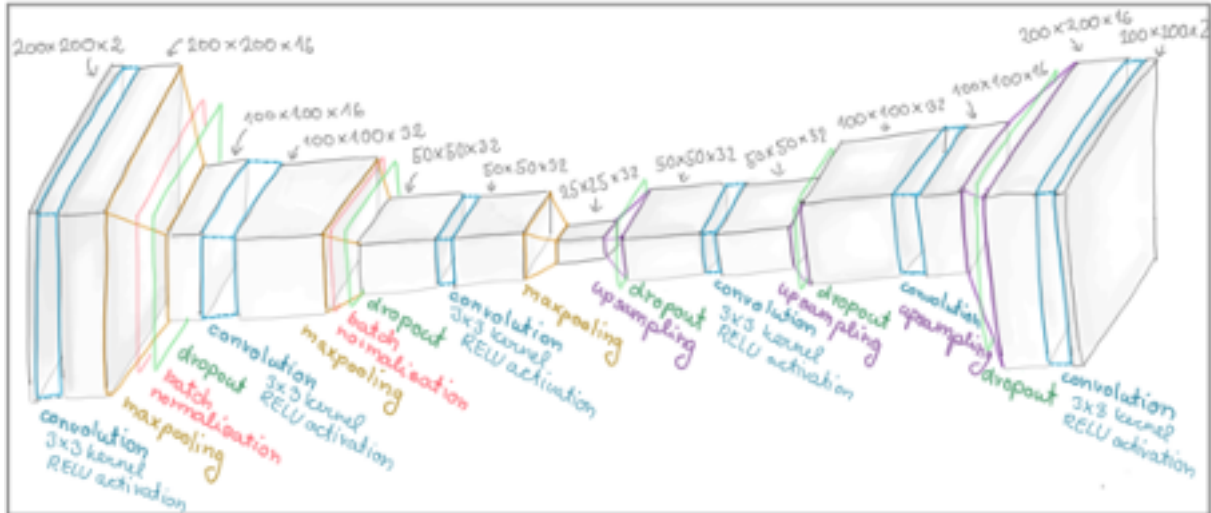 200×200×2
200×200×16
100×100×16
100×100×32
50×50×32
50×50×32
25×25×32
50×50×32
50×50×32
100×100×32
100×100×16
200×200×16
200×200×2
convolution
3×3 kernel
RELU activation
maxpooling
batch
normalisation
dropout
convolution
3×3 kernel
RELU activation
maxpooling
batch
normalisation
dropout
convolution
3×3 kernel
RELU activation
maxpooling
upsampling
dropout
convolution
3×3 kernel
RELU activation
upsampling
dropout
convolution
upsampling
dropout
convolution
3×3 kernel
RELU activation